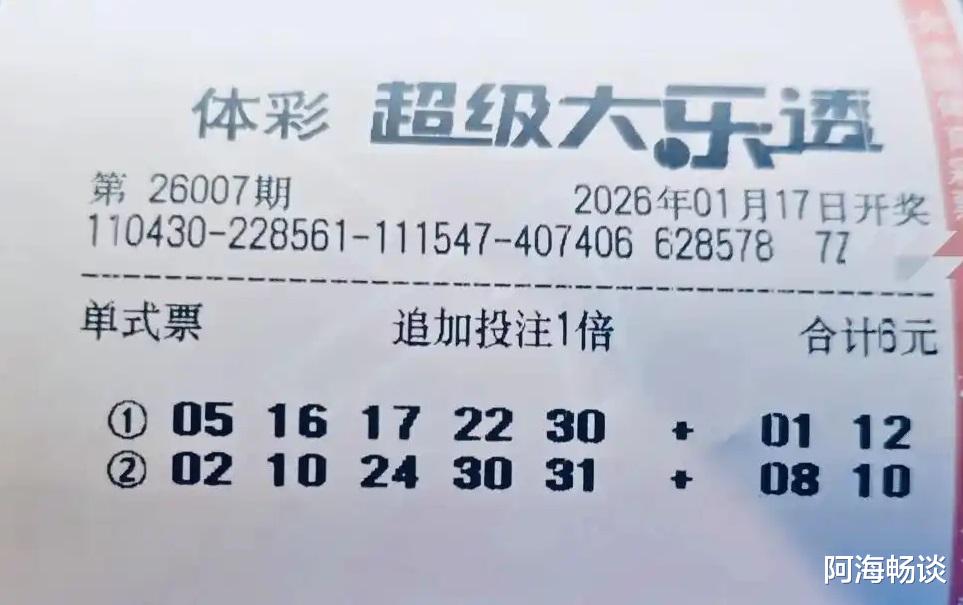 体彩 超级大乐透
第 26007期 2026年01月17日开奖
110430-228561-111547-407406 628578 7Z
单式票 追加投注1倍 合计6元
① 05 16 17 22 30 + 01 12
② 02 10 24 30 31 + 08 10
阿海畅谈